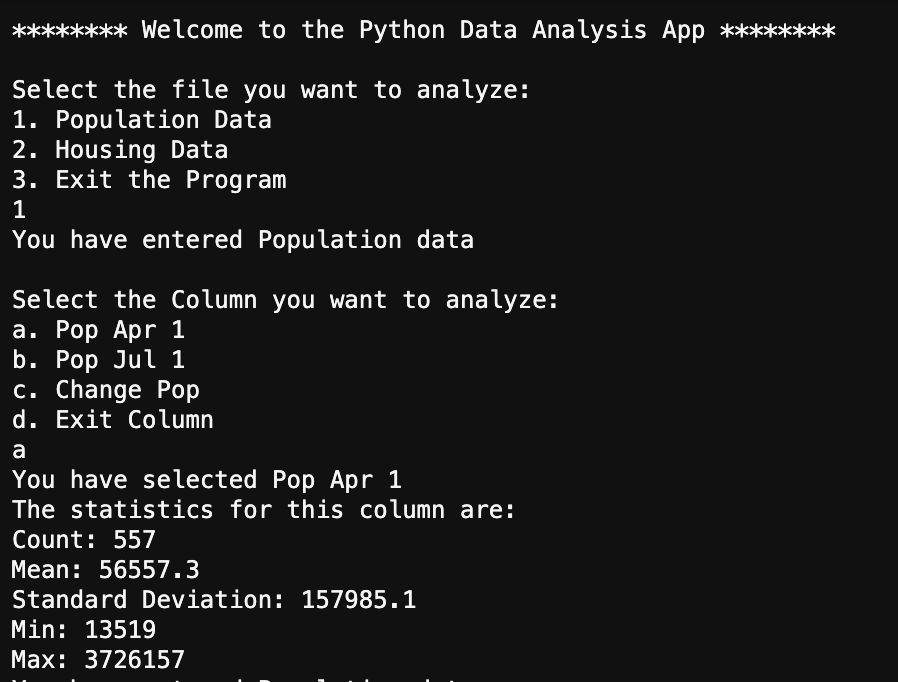 ******** Welcome to the Python Data Analysis App ********
Select the file you want to analyze:
1. Population Data
2. Housing Data
3. Exit the Program
1
You have entered Population data
Select the Column you want to analyze:
a. Pop Apr 1
b. Pop Jul 1
c. Change Pop
d. Exit Column
a
You have selected Pop Apr 1
The statistics for this column are:
Count: 557
Mean: 56557.3
Standard Deviation: 157985.1
Min: 13519
Max: 3726157